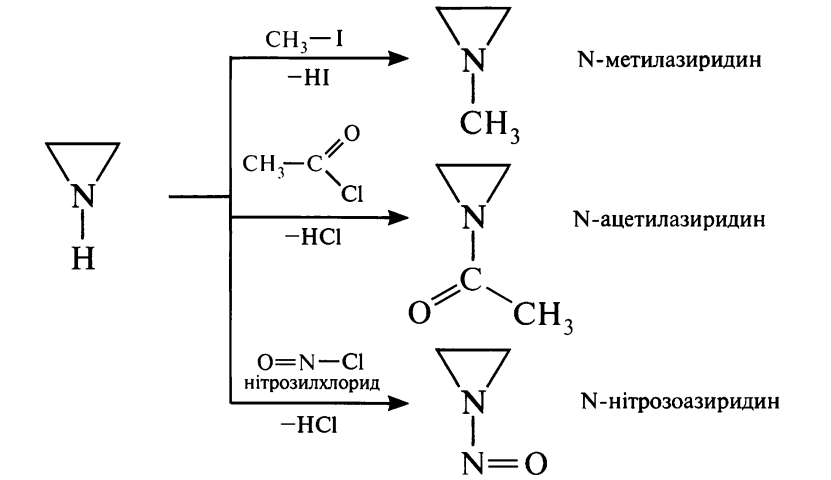 CH₃—I
−HI
N
CH₃
N-метилазиридин
O
CH₃—C
Cl
−HCl
N
H
N
C
O
CH₃
N-ацетилазиридин
O=N—Cl
нітрозилхлорид
−HCl
N
N=O
N-нітрозоазиридин